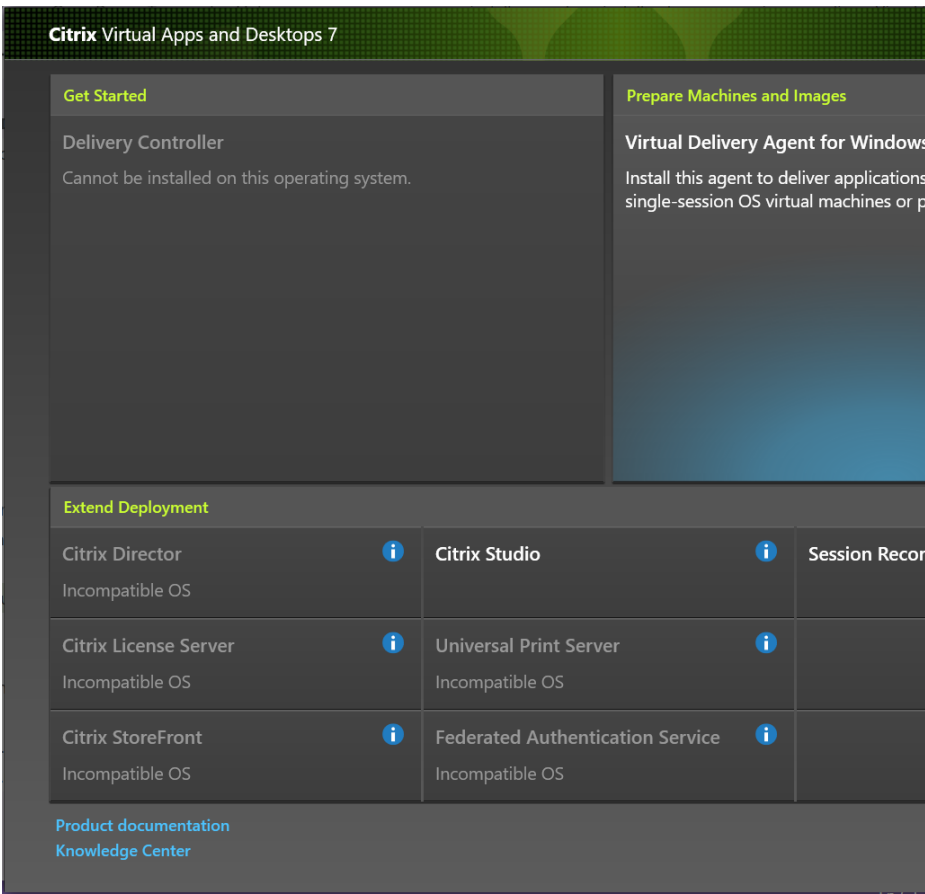 Citrix Virtual Apps and Desktops 7
Get Started
Delivery Controller
Cannot be installed on this operating system.
Prepare Machines and Images
Virtual Delivery Agent for Windows
Install this agent to deliver applications
single-session OS virtual machines or p
Extend Deployment
Citrix Director
Incompatible OS
Citrix Studio
Session Recor
Citrix License Server
Incompatible OS
Universal Print Server
Incompatible OS
Citrix StoreFront
Incompatible OS
Federated Authentication Service
Incompatible OS
Product documentation
Knowledge Center